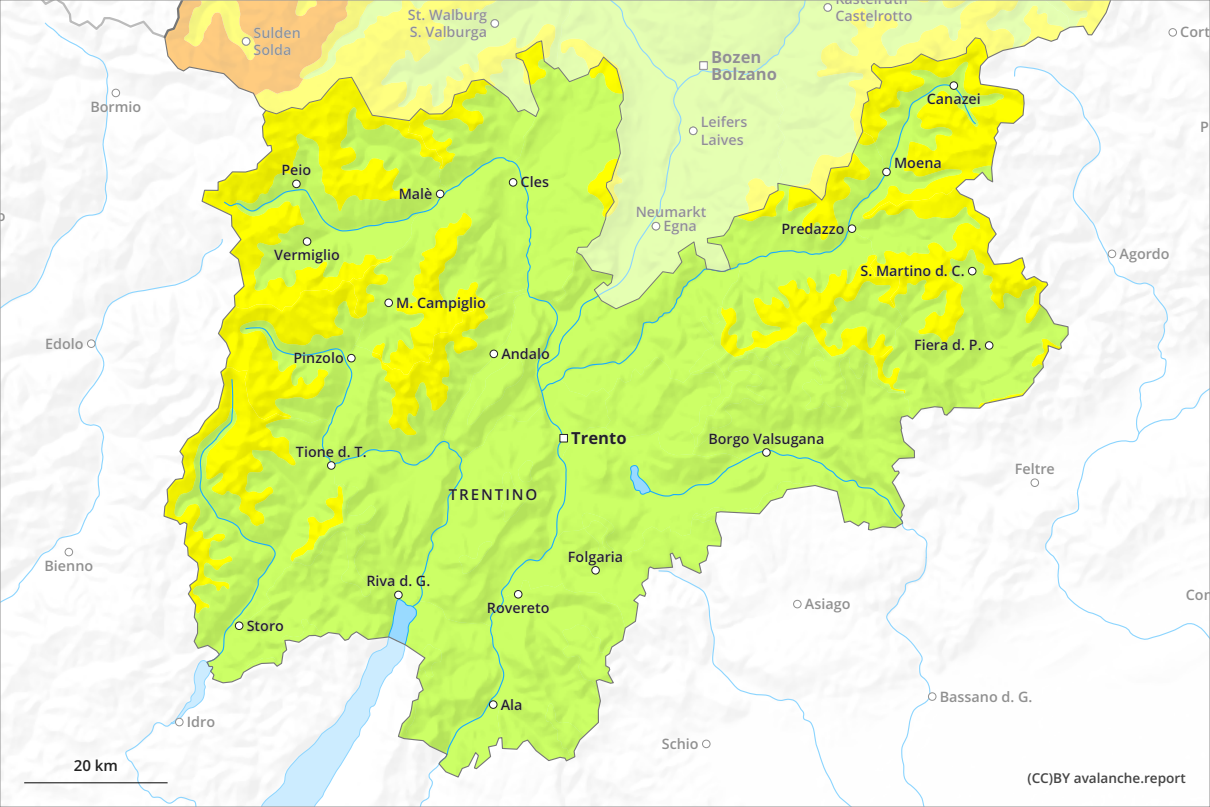 Kastelruth
Castelrotto
St. Walburg
S. Valburga
Sulden
Solda
Cort
Bozen
Bolzano
Bormio
Canazei
Leifers
Laives
Moena
Peio
Malè
Cles
Neumarkt
Egna
Predazzo
Vermiglio
Agordo
S. Martino d. C.
M. Campiglio
Edolo
Pinzolo
Andalo
Fiera d. P.
Trento
Borgo Valsugana
Tione d. T.
Feltre
TRENTINO
Bienno
Folgaria
Riva d. G.
Rovereto
Asiago
Cor
Storo
Bassano d. G.
Ala
Idro
Schio
20 km
(CC)BY avalanche.report